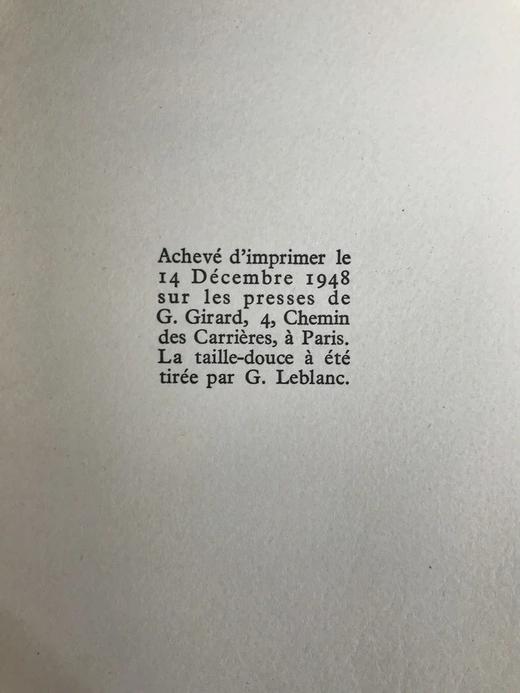 Achevé d'imprimer le
14 Décembre 1948
sur les presses de
G. Girard, 4, Chemin
des Carrières, à Paris.
La taille-douce à été
tirée par G. Leblanc.